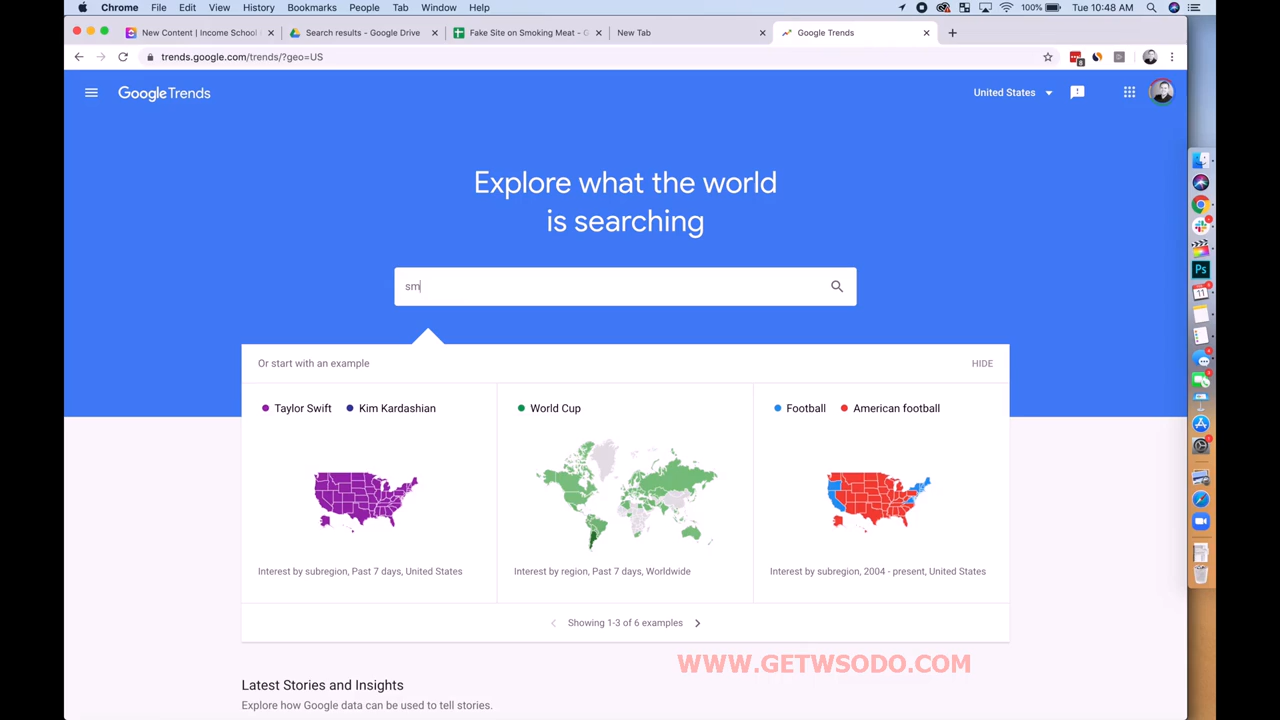 Chrome File Edit View History Bookmarks People Tab Window Help 100% Tue 10:48 AM
New Content | Income School Search results - Google Drive Fake Site on Smoking Meat - G New Tab Google Trends
trends.google.com/trends/?geo=US
Google Trends United States
Explore what the world
is searching
sm
Or start with an example HIDE
Taylor Swift Kim Kardashian World Cup Football American football
Interest by subregion, Past 7 days, United States Interest by region, Past 7 days, Worldwide Interest by subregion, 2004 - present, United States
Showing 1-3 of 6 examples
WWW.GETWSODO.COM
Latest Stories and Insights
Explore how Google data can be used to tell stories.